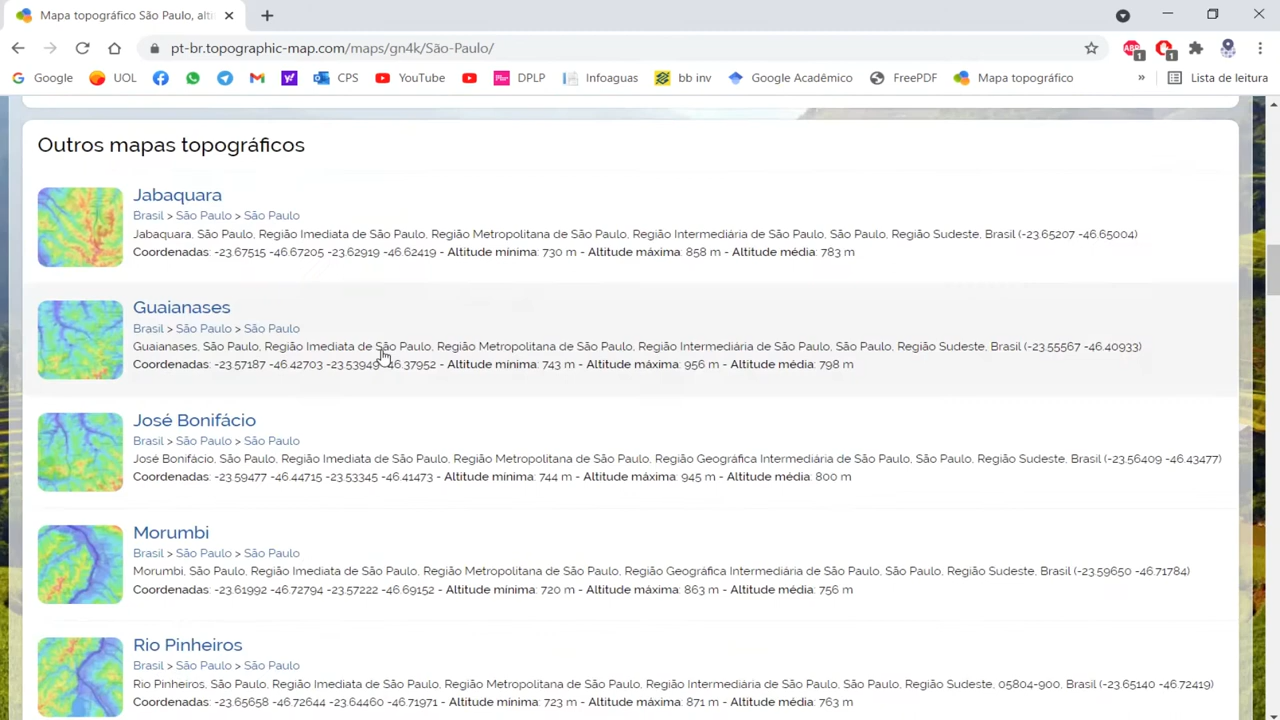 Mapa topográfico São Paulo, alt
pt-br.topographic-map.com/maps/gn4k/São-Paulo/
ABP 1 1
Google UOL CPS YouTube DPLP Infoaguas bb inv Google Acadêmico FreePDF Mapa topográfico » Lista de leitura
Outros mapas topográficos
Jabaquara
Brasil > São Paulo > São Paulo
Jabaquara, São Paulo, Região Imediata de São Paulo, Região Metropolitana de São Paulo, Região Intermediária de São Paulo, São Paulo, Região Sudeste, Brasil (-23.65207 -46.65004)
Coordenadas: -23.67515 -46.67205 -23.62919 -46.62419 - Altitude mínima: 730 m - Altitude máxima: 858 m - Altitude média: 783 m
Guaianases
Brasil > São Paulo > São Paulo
Guaianases, São Paulo, Região Imediata de São Paulo, Região Metropolitana de São Paulo, Região Intermediária de São Paulo, São Paulo, Região Sudeste, Brasil (-23.55567 -46.40933)
Coordenadas: -23.57187 -46.42703 -23.53949 -46.37952 - Altitude mínima: 743 m - Altitude máxima: 956 m - Altitude média: 798 m
José Bonifácio
Brasil > São Paulo > São Paulo
José Bonifácio, São Paulo, Região Imediata de São Paulo, Região Metropolitana de São Paulo, Região Geográfica Intermediária de São Paulo, São Paulo, Região Sudeste, Brasil (-23.56409 -46.43477)
Coordenadas: -23.59477 -46.44715 -23.53345 -46.41473 - Altitude mínima: 744 m - Altitude máxima: 945 m - Altitude média: 800 m
Morumbi
Brasil > São Paulo > São Paulo
Morumbi, São Paulo, Região Imediata de São Paulo, Região Metropolitana de São Paulo, Região Geográfica Intermediária de São Paulo, São Paulo, Região Sudeste, Brasil (-23.59650 -46.71784)
Coordenadas: -23.61992 -46.72794 -23.57222 -46.69152 - Altitude mínima: 720 m - Altitude máxima: 863 m - Altitude média: 756 m
Rio Pinheiros
Brasil > São Paulo > São Paulo
Rio Pinheiros, São Paulo, Região Imediata de São Paulo, Região Metropolitana de São Paulo, Região Intermediária de São Paulo, São Paulo, Região Sudeste, 05804-900, Brasil (-23.65140 -46.72419)
Coordenadas: -23.65658 -46.72644 -23.64460 -46.71971 - Altitude mínima: 723 m - Altitude máxima: 871 m - Altitude média: 763 m